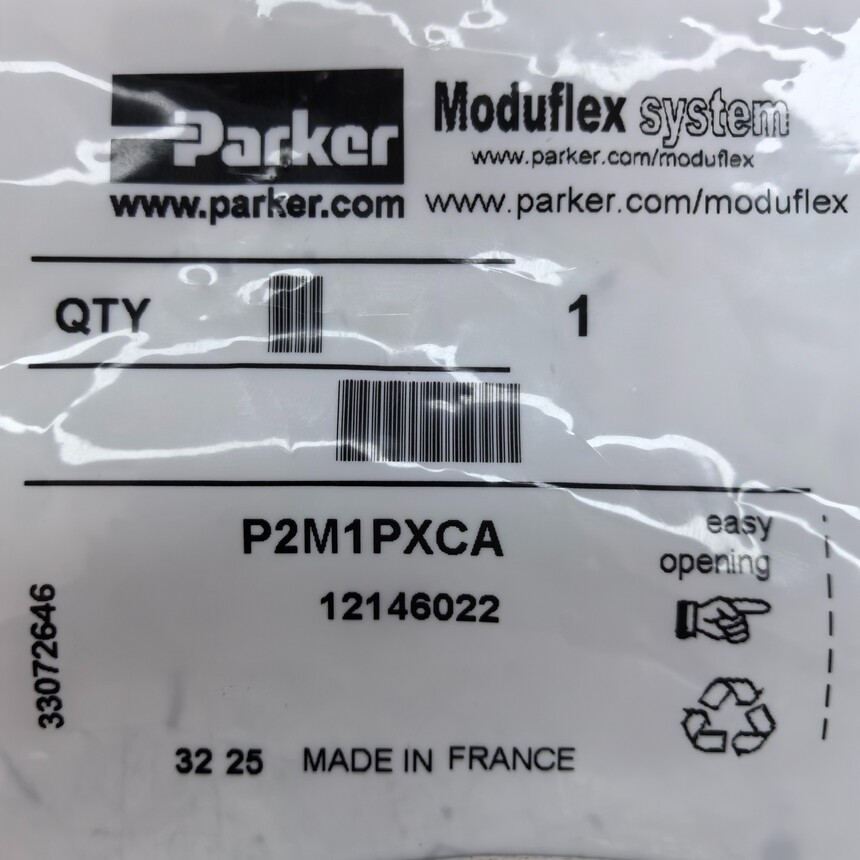 Parker
www.parker.com
Moduflex system
www.parker.com/moduflex
www.parker.com/moduflex
QTY 1
P2M1PXCA
12146022
easy
opening
33072646
32 25 MADE IN FRANCE